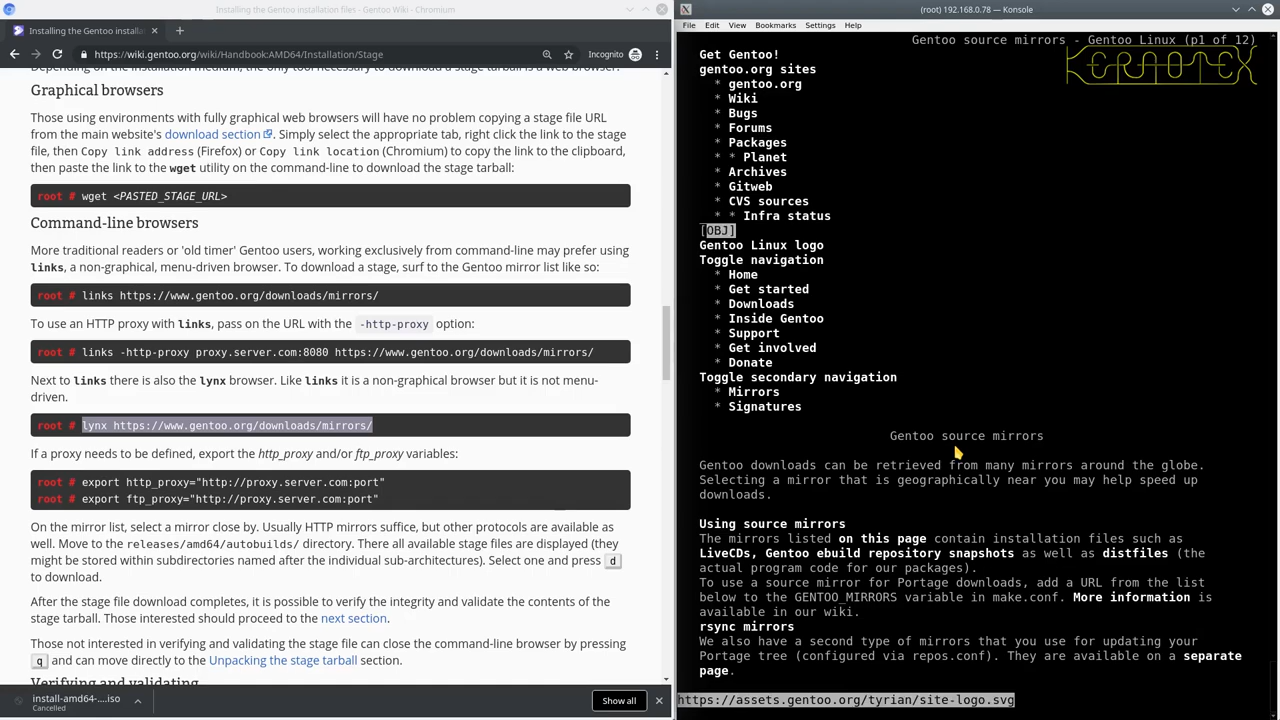 Installing the Gentoo installation files - Gentoo Wiki - Chromium
Installing the Gentoo installa
https://wiki.gentoo.org/wiki/Handbook:AMD64/Installation/Stage
Incognito
Depending on the installation medium, the only tool necessary to download a stage tarball is a web browser.
Graphical browsers
Those using environments with fully graphical web browsers will have no problem copying a stage file URL
from the main website's download section. Simply select the appropriate tab, right click the link to the stage
file, then Copy link address (Firefox) or Copy link location (Chromium) to copy the link to the clipboard,
then paste the link to the wget utility on the command-line to download the stage tarball:
root # wget <PASTED_STAGE_URL>
Command-line browsers
More traditional readers or 'old timer' Gentoo users, working exclusively from command-line may prefer using
links, a non-graphical, menu-driven browser. To download a stage, surf to the Gentoo mirror list like so:
root # links https://www.gentoo.org/downloads/mirrors/
To use an HTTP proxy with links, pass on the URL with the -http-proxy option:
root # links -http-proxy proxy.server.com:8080 https://www.gentoo.org/downloads/mirrors/
Next to links there is also the lynx browser. Like links it is a non-graphical browser but it is not menu-
driven.
root # lynx https://www.gentoo.org/downloads/mirrors/
If a proxy needs to be defined, export the http_proxy and/or ftp_proxy variables:
root # export http_proxy="http://proxy.server.com:port"
root # export ftp_proxy="http://proxy.server.com:port"
On the mirror list, select a mirror close by. Usually HTTP mirrors suffice, but other protocols are available as
well. Move to the releases/amd64/autobuilds/ directory. There all available stage files are displayed (they
might be stored within subdirectories named after the individual sub-architectures). Select one and press d
to download.
After the stage file download completes, it is possible to verify the integrity and validate the contents of the
stage tarball. Those interested should proceed to the next section.
Those not interested in verifying and validating the stage file can close the command-line browser by pressing
q and can move directly to the Unpacking the stage tarball section.
Verifying and validating
install-amd64-....iso
Cancelled
Show all
(root) 192.168.0.78 — Konsole
File Edit View Bookmarks Settings Help
Gentoo source mirrors - Gentoo Linux (p1 of 12)
Get Gentoo!
gentoo.org sites
* gentoo.org
* Wiki
* Bugs
* Forums
* Packages
* * Planet
* Archives
* Gitweb
* CVS sources
* * Infra status
[OBJ]
Gentoo Linux logo
Toggle navigation
* Home
* Get started
* Downloads
* Inside Gentoo
* Support
* Get involved
* Donate
Toggle secondary navigation
* Mirrors
* Signatures
Gentoo source mirrors
Gentoo downloads can be retrieved from many mirrors around the globe.
Selecting a mirror that is geographically near you may help speed up
downloads.
Using source mirrors
The mirrors listed on this page contain installation files such as
LiveCDs, Gentoo ebuild repository snapshots as well as distfiles (the
actual program code for our packages).
To use a source mirror for Portage downloads, add a URL from the list
below to the GENTOO_MIRRORS variable in make.conf. More information is
available in our wiki.
rsync mirrors
We also have a second type of mirrors that you use for updating your
Portage tree (configured via repos.conf). They are available on a separate
page.
https://assets.gentoo.org/tyrian/site-logo.svg